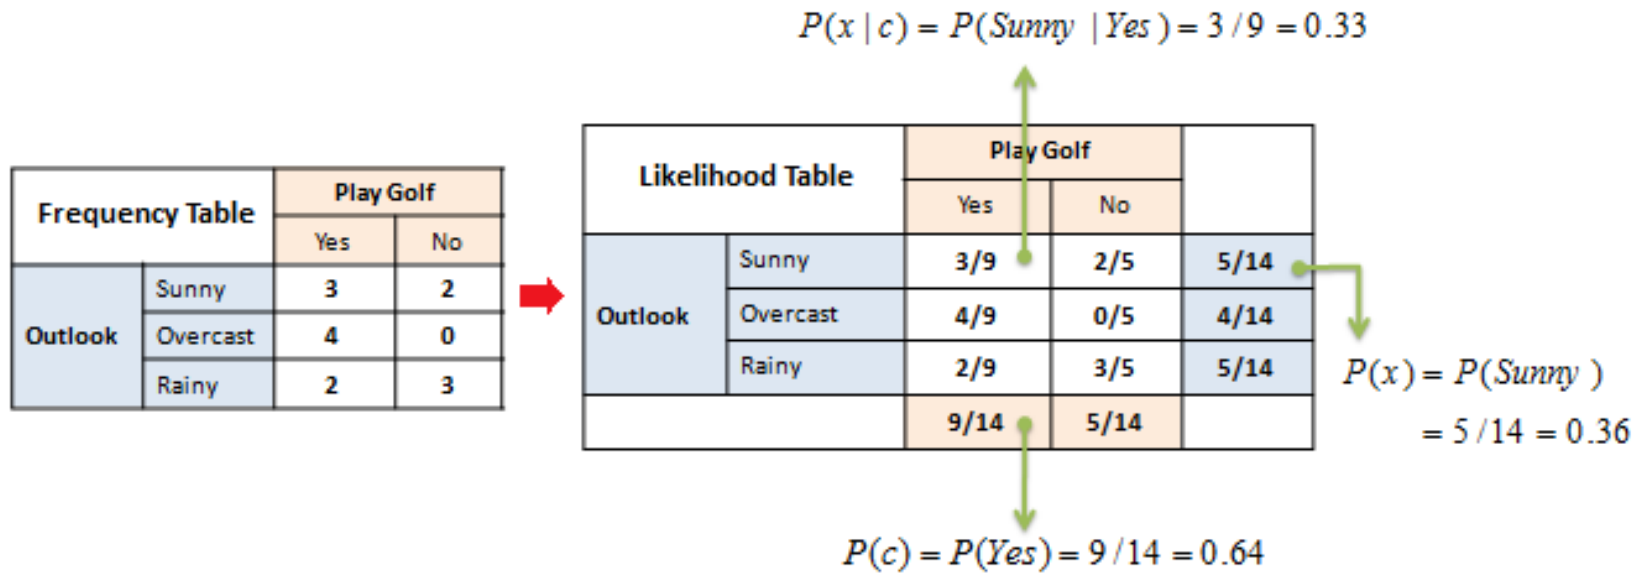 P(x | c) = P(Sunny | Yes) = 3 / 9 = 0.33
Frequency Table
Play Golf
Yes No
Outlook
Sunny 3 2
Overcast 4 0
Rainy 2 3
Likelihood Table
Play Golf
Yes No
Outlook
Sunny 3/9 2/5 5/14
Overcast 4/9 0/5 4/14
Rainy 2/9 3/5 5/14
9/14 5/14
P(x) = P(Sunny )
= 5 / 14 = 0.36
P(c) = P(Yes) = 9 / 14 = 0.64